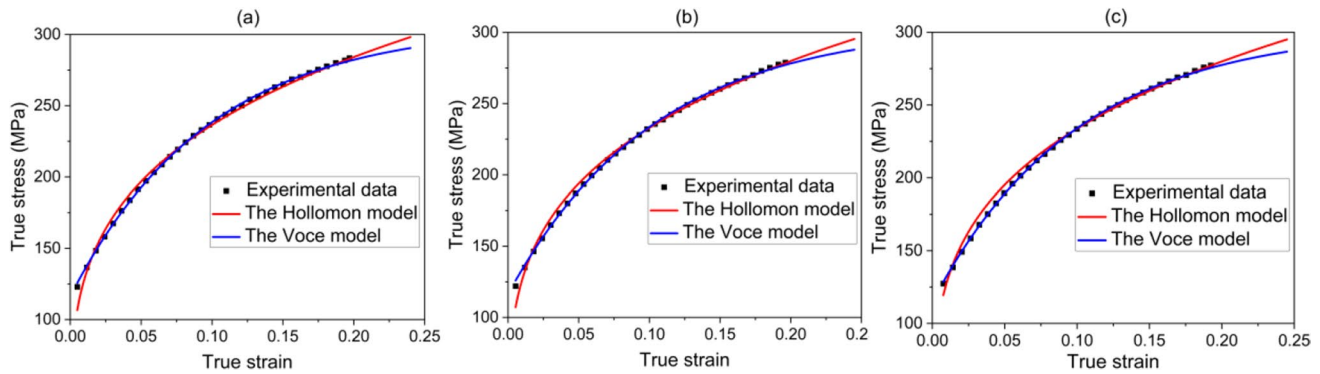 (a)
300
250
200
150
100
True stress (MPa)
Experimental data
The Hollomon model
The Voce model
0.00 0.05 0.10 0.15 0.20 0.25
True strain
(b)
300
250
200
150
100
True stress (MPa)
Experimental data
The Hollomon model
The Voce model
0.00 0.05 0.10 0.15 0.20 0.2
True strain
(c)
300
250
200
150
100
True stress (MPa)
Experimental data
The Hollomon model
The Voce model
0.00 0.05 0.10 0.15 0.20 0.25
True strain